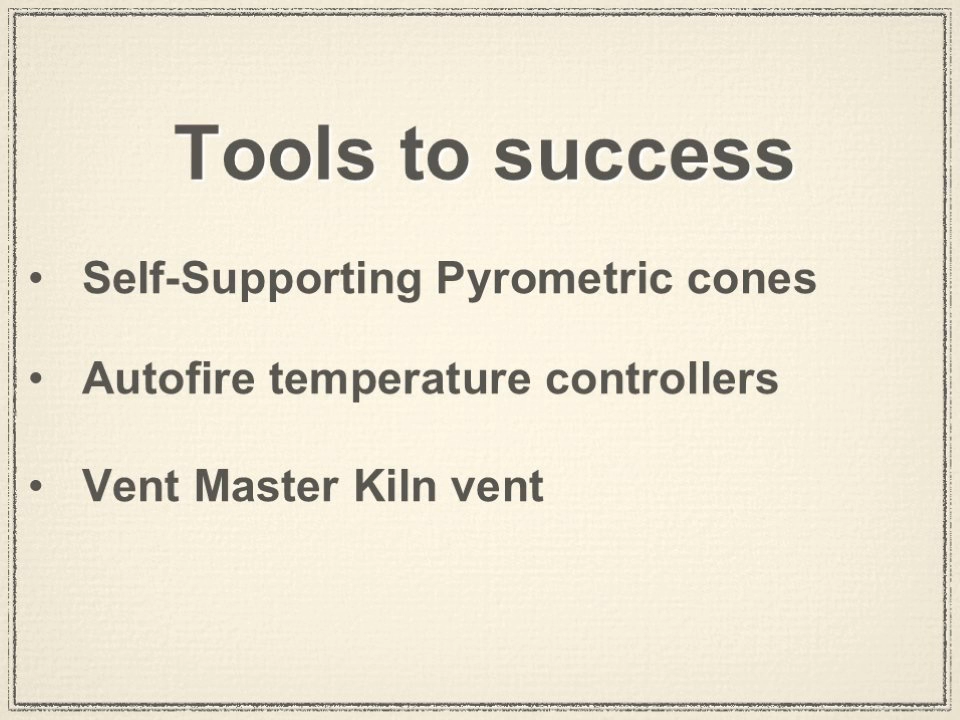 Tools to success
• Self-Supporting Pyrometric cones
• Autofire temperature controllers
• Vent Master Kiln vent